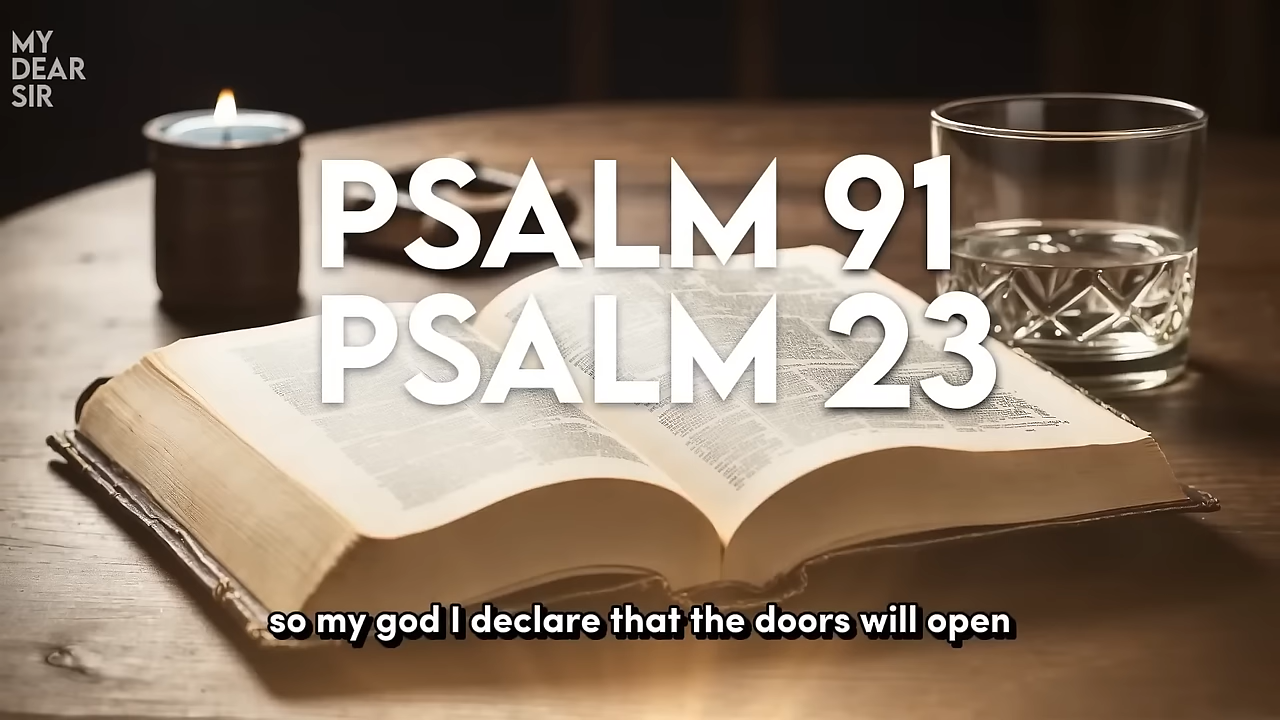 MY
DEAR
SIR
PSALM 91
PSALM 23
so my god I declare that the doors will open